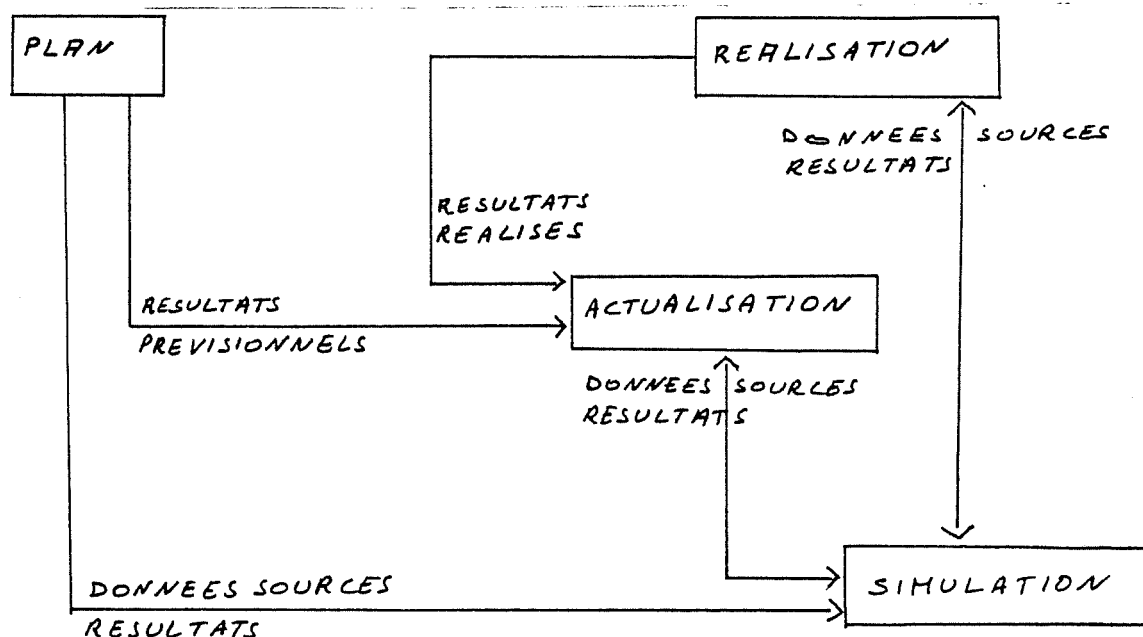 PLAN
REALISATION
DONNEES SOURCES
RESULTATS
RESULTATS
REALISES
ACTUALISATION
RESULTATS
PREVISIONNELS
DONNEES SOURCES
RESULTATS
SIMULATION
DONNEES SOURCES
RESULTATS